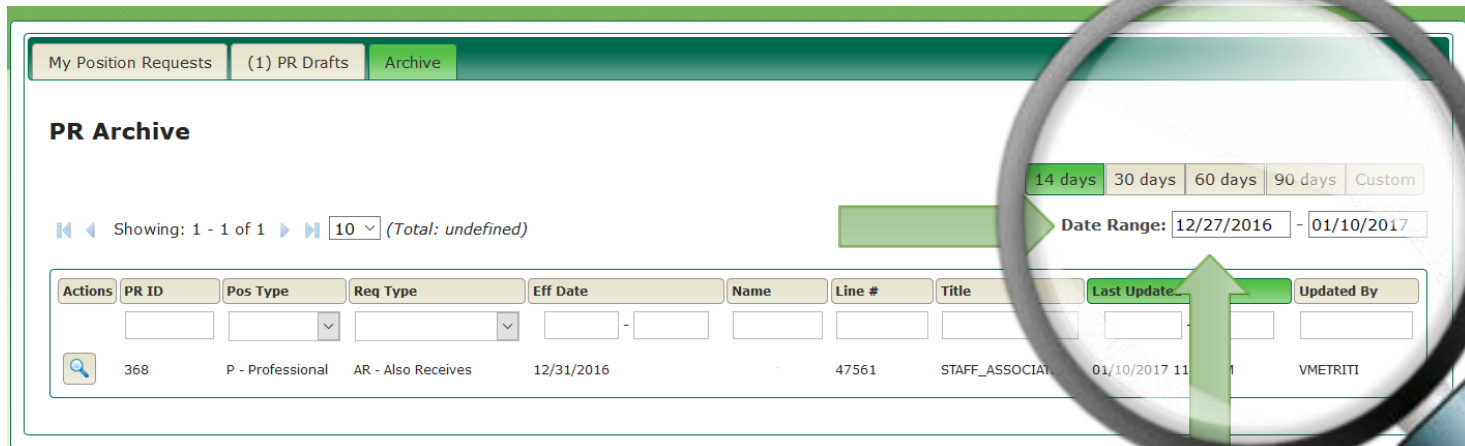 My Position Requests (1) PR Drafts Archive
PR Archive
14 days 30 days 60 days 90 days Custom
Showing: 1 - 1 of 1 10 (Total: undefined)
Date Range: 12/27/2016 - 01/10/2017
Actions PR ID Pos Type Req Type Eff Date Name Line # Title Last Updated Updated By
- -
368 P - Professional AR - Also Receives 12/31/2016 47561 01/10/2017 VMETRITI